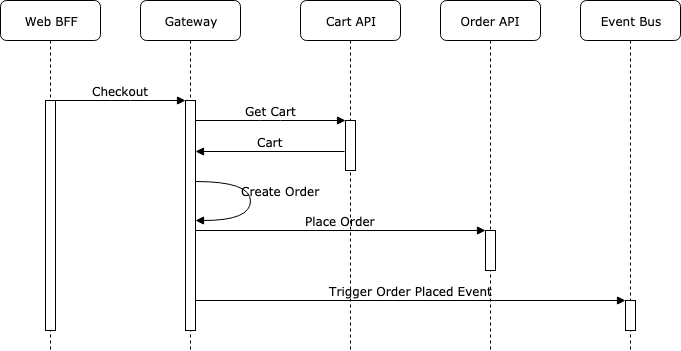 Web BFF
Gateway
Cart API
Order API
Event Bus
Checkout
Get Cart
Cart
Create Order
Place Order
Trigger Order Placed Event